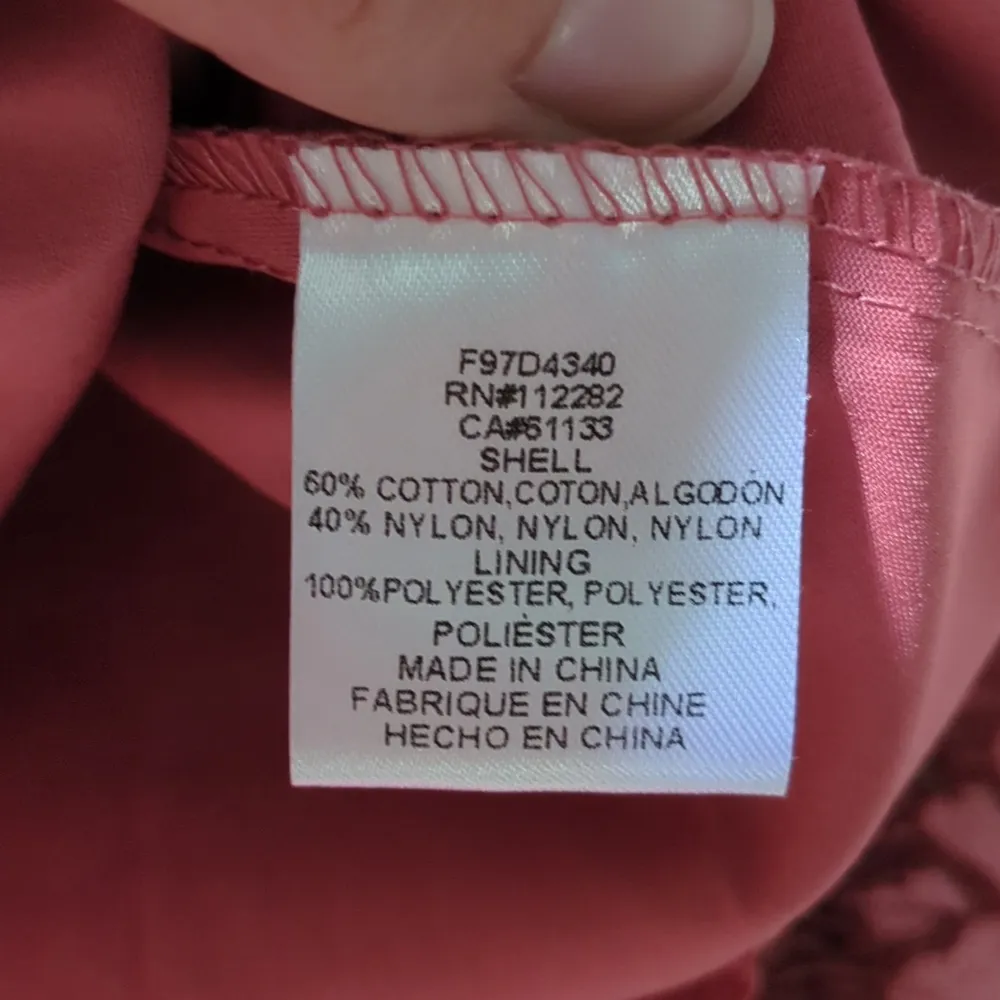 F97D4340
RN#112282
CA#61133
SHELL
60% COTTON,COTON,ALGODÓN
40% NYLON, NYLON, NYLON
LINING
100%POLYESTER, POLYESTER,
POLIÉSTER
MADE IN CHINA
FABRIQUE EN CHINE
HECHO EN CHINA